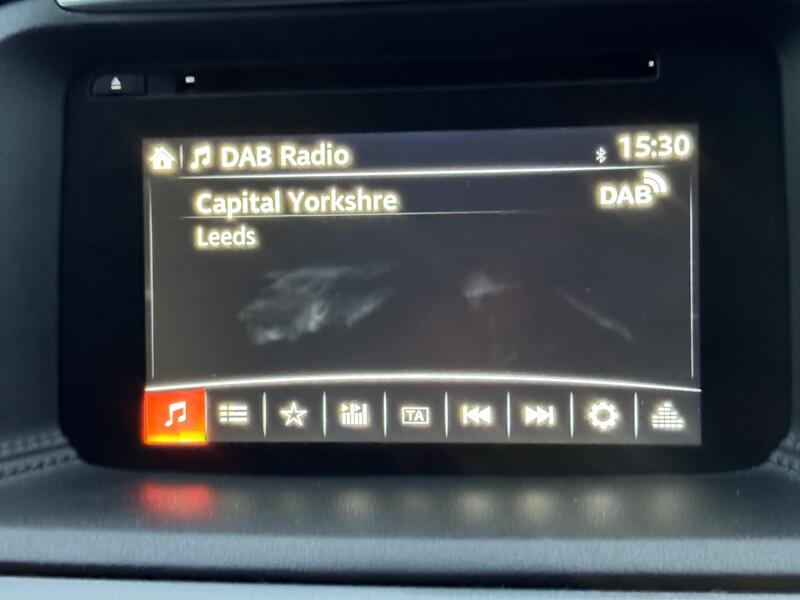 DAB Radio 15:30
Capital Yorkshre DAB
Leeds
TA